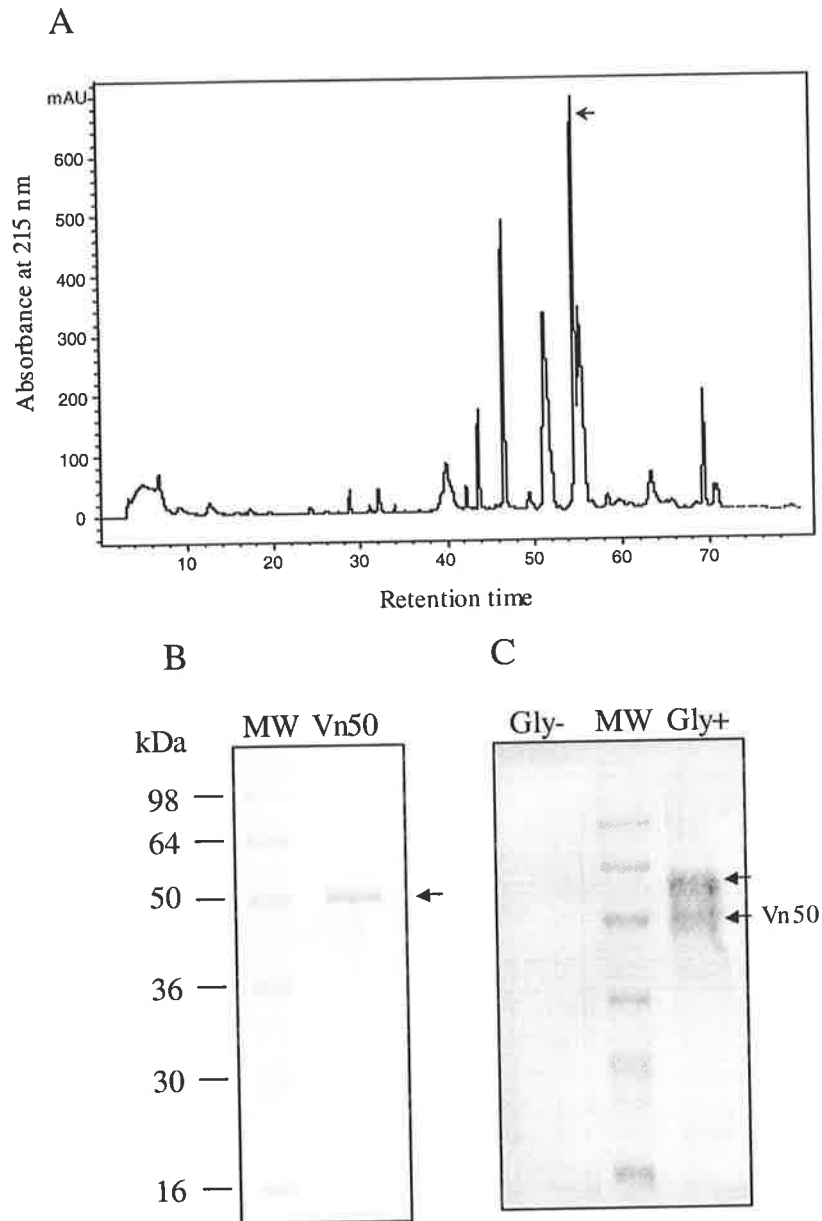 A
mAU
600
500
400
300
200
100
0
Absorbance at 215 nm
10 20 30 40 50 60 70
Retention time
B
C
kDa
MW Vn50
98
64
50
36
30
16
Gly- MW Gly+
Vn50